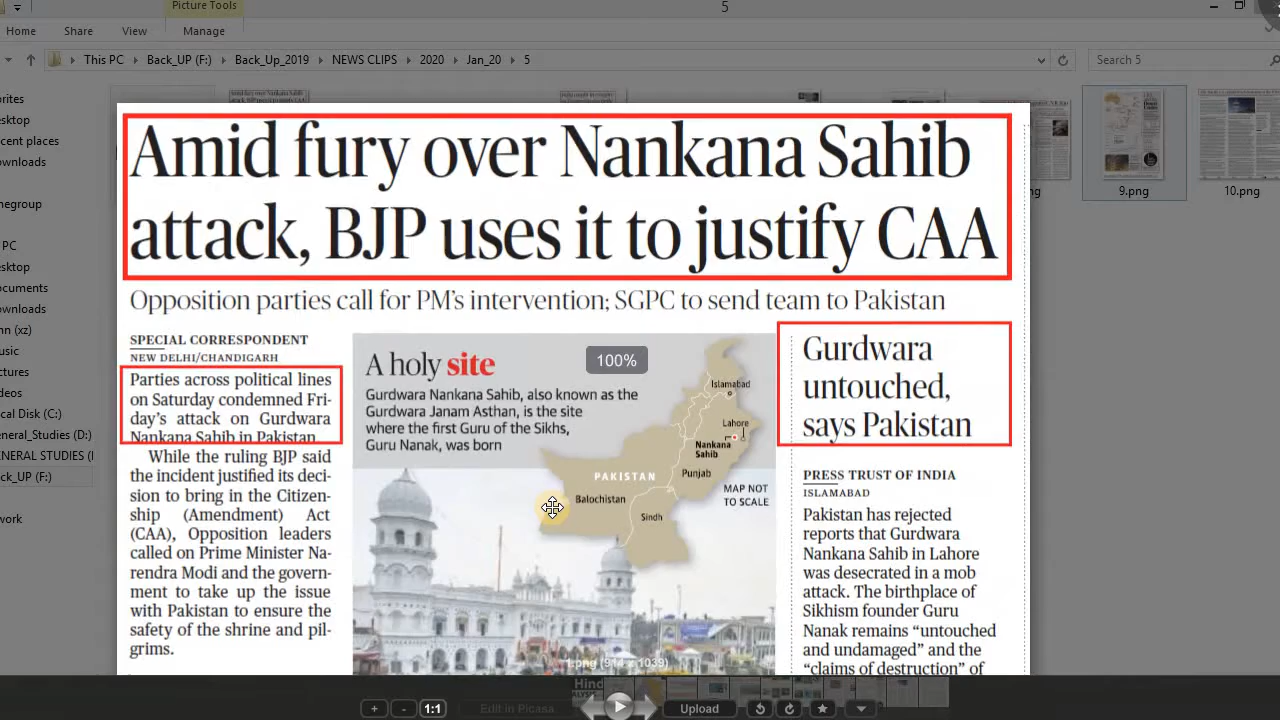 Picture Tools
5
Home
Share
View
Manage
This PC
Back_UP (F:)
Back_Up_2019
NEWS CLIPS
2020
Jan_20
5
Search 5
Amid fury over Nankana Sahib
attack, BJP uses it to justify CAA
Opposition parties call for PM's intervention; SGPC to send team to Pakistan
SPECIAL CORRESPONDENT
NEW DELHI/CHANDIGARH
Parties across political lines
on Saturday condemned Fri-
day's attack on Gurdwara
Nankana Sahib in Pakistan.
While the ruling BJP said
the incident justified its deci-
sion to bring in the Citizen-
ship (Amendment) Act
(CAA), Opposition leaders
called on Prime Minister Na-
rendra Modi and the govern-
ment to take up the issue
with Pakistan to ensure the
safety of the shrine and pil-
grims.
A holy site
Gurdwara Nankana Sahib, also known as the
Gurdwara Janam Asthan, is the site
where the first Guru of the Sikhs,
Guru Nanak, was born
100%
Islamabad
Lahore
Nankana
Sahib
PAKISTAN
Punjab
Balochistan
Sindh
MAP NOT
TO SCALE
Gurdwara
untouched,
says Pakistan
PRESS TRUST OF INDIA
ISLAMABAD
Pakistan has rejected
reports that Gurdwara
Nankana Sahib in Lahore
was desecrated in a mob
attack. The birthplace of
Sikhism founder Guru
Nanak remains “untouched
and undamaged” and the
“claims of destruction” of
9.png
10.png
PC
(xz)
(C:)
(D:)
(F:)
1.png (914 x 1039)
1:1
Edit in Picasa
Upload